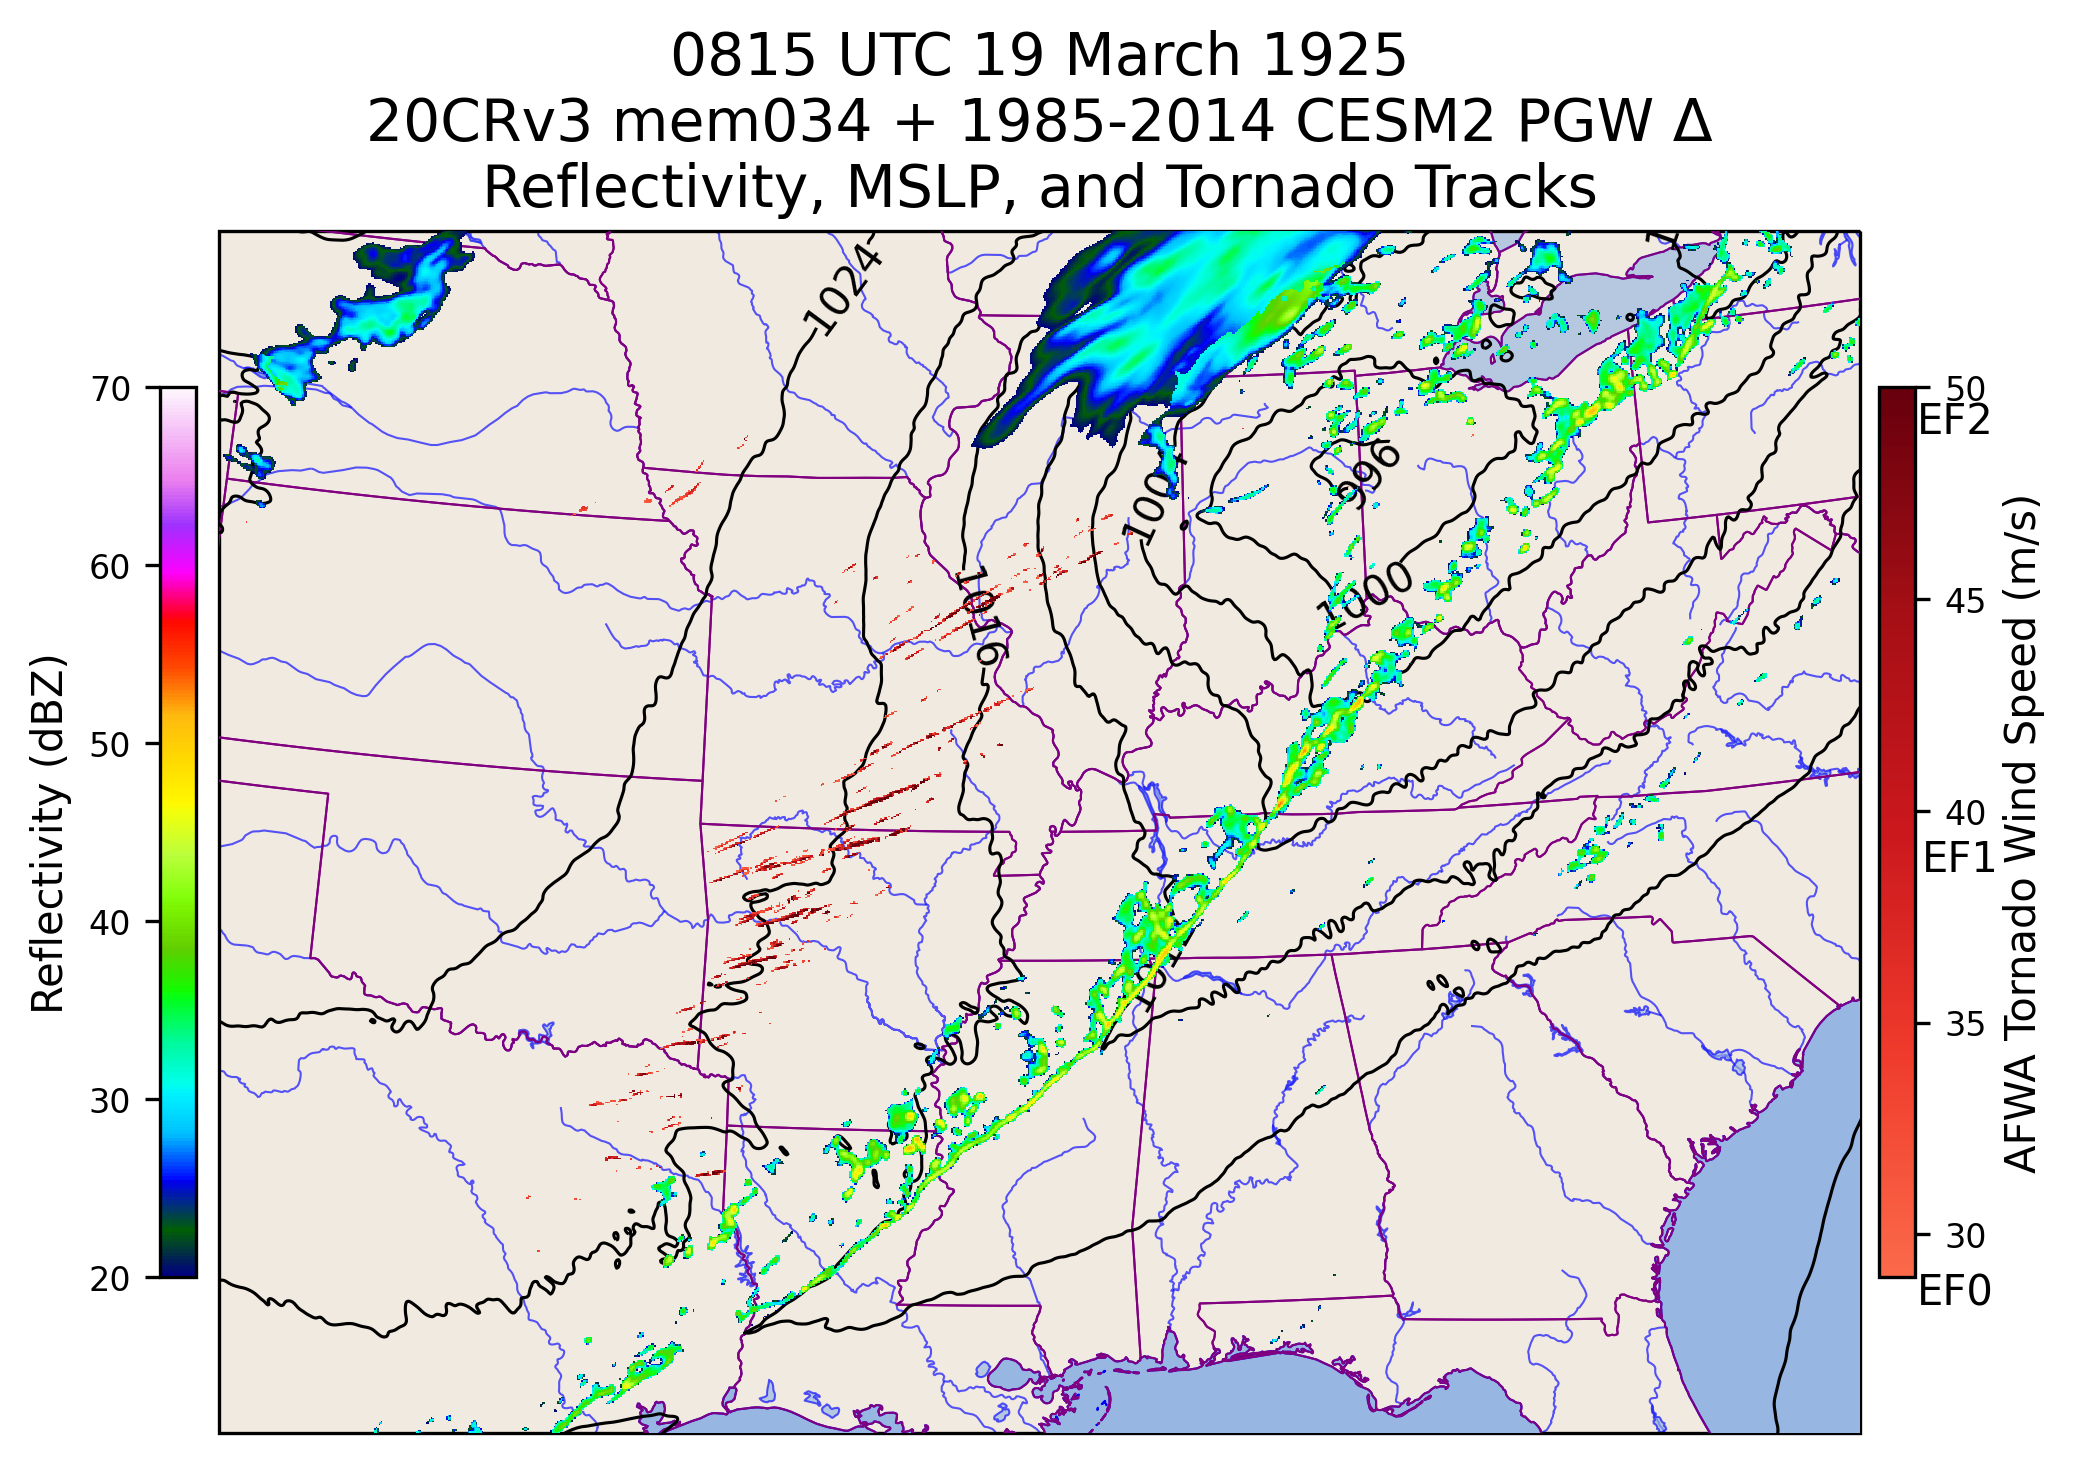 0815 UTC 19 March 1925
20CRv3 mem034 + 1985-2014 CESM2 PGW Δ
Reflectivity, MSLP, and Tornado Tracks
Reflectivity (dBZ)
70
60
50
40
30
20
1024
1016
996
1000
50
EF2
45
40
EF1
35
30
EF0
AFWA Tornado Wind Speed (m/s)